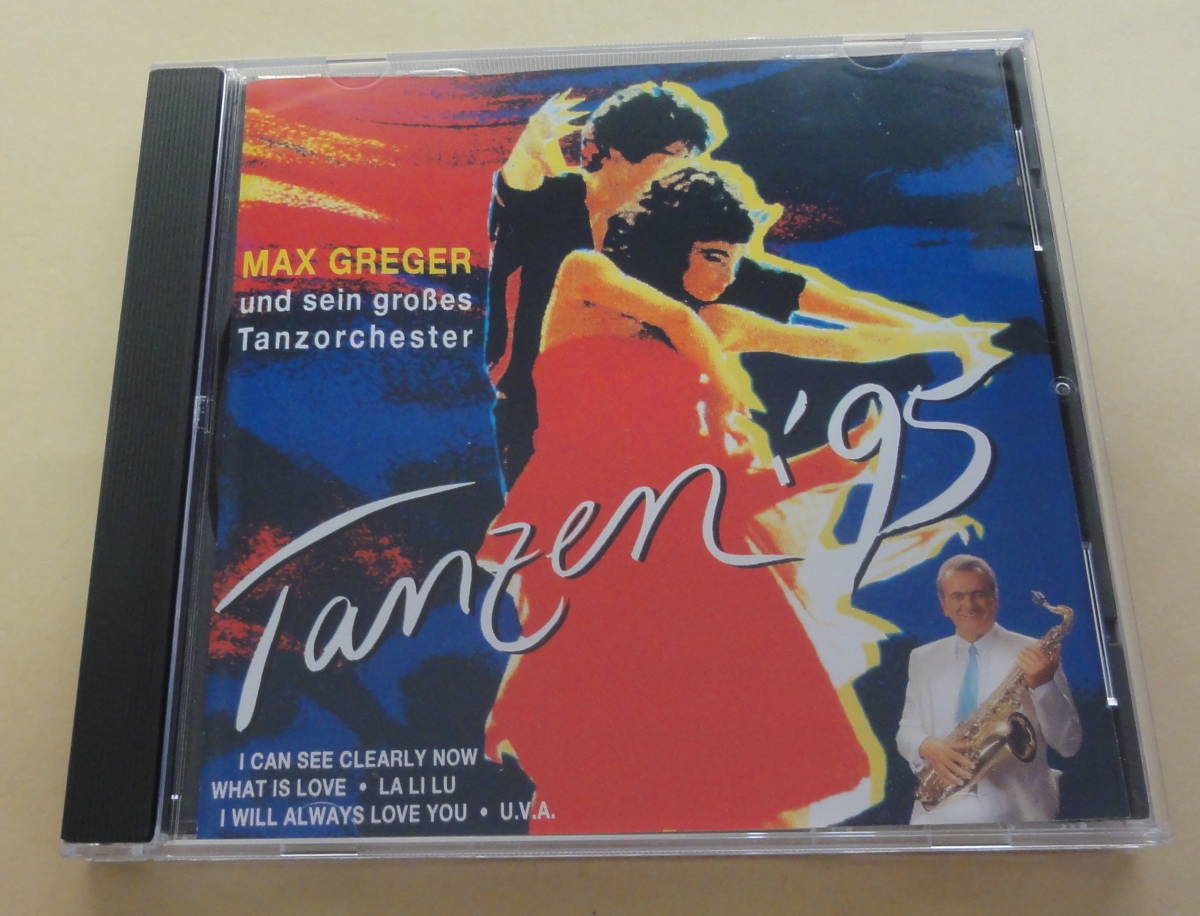 MAX GREGER
und sein großes
Tanzorchester
Tanzen '95
I CAN SEE CLEARLY NOW
WHAT IS LOVE • LA LI LU
I WILL ALWAYS LOVE YOU • U.V.A.